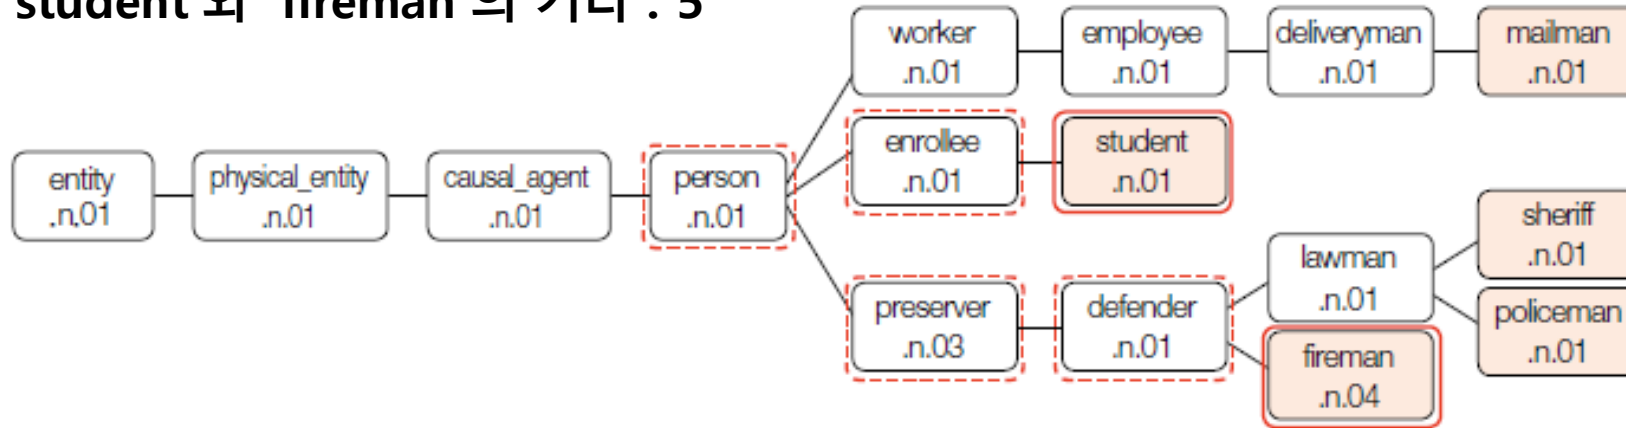 student 와 fireman 의 거리 : 5
worker
.n.01
employee
.n.01
deliveryman
.n.01
mailman
.n.01
enrollee
.n.01
student
.n.01
entity
.n.01
physical_entity
.n.01
causal_agent
.n.01
person
.n.01
sheriff
.n.01
lawman
.n.01
preserver
.n.03
defender
.n.01
policeman
.n.01
fireman
.n.04